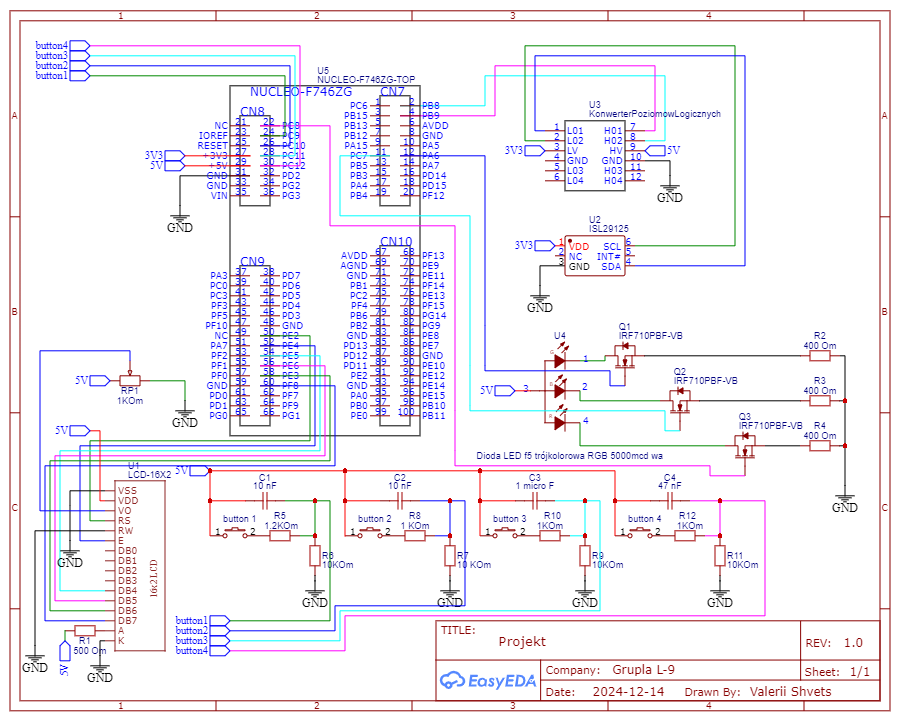 1 2 3 4
A A
B B
C C
button4
button3
button2
button1
U5
NUCLEO-F746ZG-TOP
NUCLEO-F746ZG
CN8
21 22
NC 23 24 PC8
IOREF 25 26 PC9
RESET 27 28 PC10
3V3 +3V3 29 30 PC11
5V +5V 31 32 PC12
GND 33 34 PD2
GND 35 36 PG2
VIN PG3
GND
CN7
PC6 1 2 PB8
PB15 3 4 PB9
PB13 5 6 AVDD
PB12 7 8 GND
PA15 9 10 PA5
PC7 11 12 PA6
PB5 13 14 PA7
PB3 15 16 PD14
PA4 17 18 PD15
PB4 19 20 PF12
CN9
PA3 37 38 PD7
PC0 39 40 PD6
PC3 41 42 PD5
PF3 43 44 PD4
PF5 45 46 PD3
PF10 47 48 GND
NC 49 50 PE2
PA7 51 52 PE4
PF2 53 54 PE5
PF1 55 56 PE6
PF0 57 58 PE3
GND 59 60 PF8
PD0 61 62 PF7
PD1 63 64 PF9
PG0 65 66 PG1
CN10
AVDD 67 68 PF13
AGND 69 70 PE9
GND 71 72 PE11
PB1 73 74 PF14
PC2 75 76 PE13
PF4 77 78 PF15
PB6 79 80 PG14
PB2 81 82 PG9
GND 83 84 PE8
PD13 85 86 PE7
PD12 87 88 GND
PD11 89 90 PE10
PE2 91 92 PE12
GND 93 94 PE14
PA0 95 96 PE15
PB0 97 98 PB10
PE0 99 100 PB11
U3
KonwerterPoziomowLogicznych
1 L01 H01 7
2 L02 H02 8
3V3 3 LV HV 9 5V
4 GND GND 10
5 L03 H03 11
6 L04 H04 12
GND
U2
ISL29125
3V3 1 VDD SCL 6
2 NC INT# 5
3 GND SDA 4
GND
U4
5V 3
1
2
4
Q1
IRF710PBF-VB
Q2
IRF710PBF-VB
Q3
IRF710PBF-VB
R2
400 Om
R3
400 Om
R4
400 Om
GND
Dioda LED f5 trójkolorowa RGB 5000mcd wa
5V
RP1
1KOm
GND
5V
U1
LCD-16X2
VSS
VDD
VO
RS
RW
E
DB0
DB1
DB2
DB3
DB4
DB5
DB6
DB7
A
K
16x2LCD
GND
R1
500 Om
5V
GND
GND
5V
C1
10 nF
button 1
1 2
R5
1,2KOm
R6
10KOm
GND
C2
10 nF
button 2
1 2
R8
1 KOm
R7
10 KOm
GND
C3
1 micro F
button 3
1 2
R10
1KOm
R9
10KOm
GND
C4
47 nF
button 4
1 2
R12
1KOm
R11
10KOm
GND
button1
button2
button3
button4
TITLE:
Projekt
REV: 1.0
EasyEDA
Company: Grupla L-9
Sheet: 1/1
Date: 2024-12-14 Drawn By: Valerii Shvets
1 2 3 4